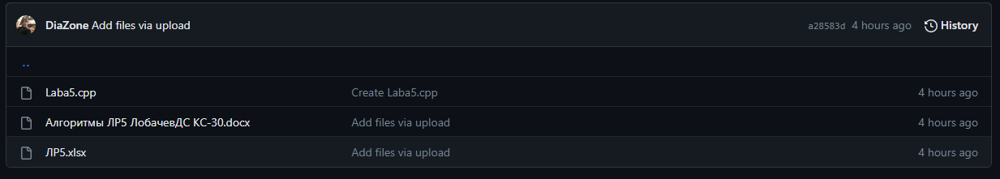 DiaZone Add files via upload a28583d 4 hours ago History
..
Laba5.cpp Create Laba5.cpp 4 hours ago
Алгоритмы ЛР5 ЛобачевДС КС-30.docx Add files via upload 4 hours ago
ЛР5.xlsx Add files via upload 4 hours ago